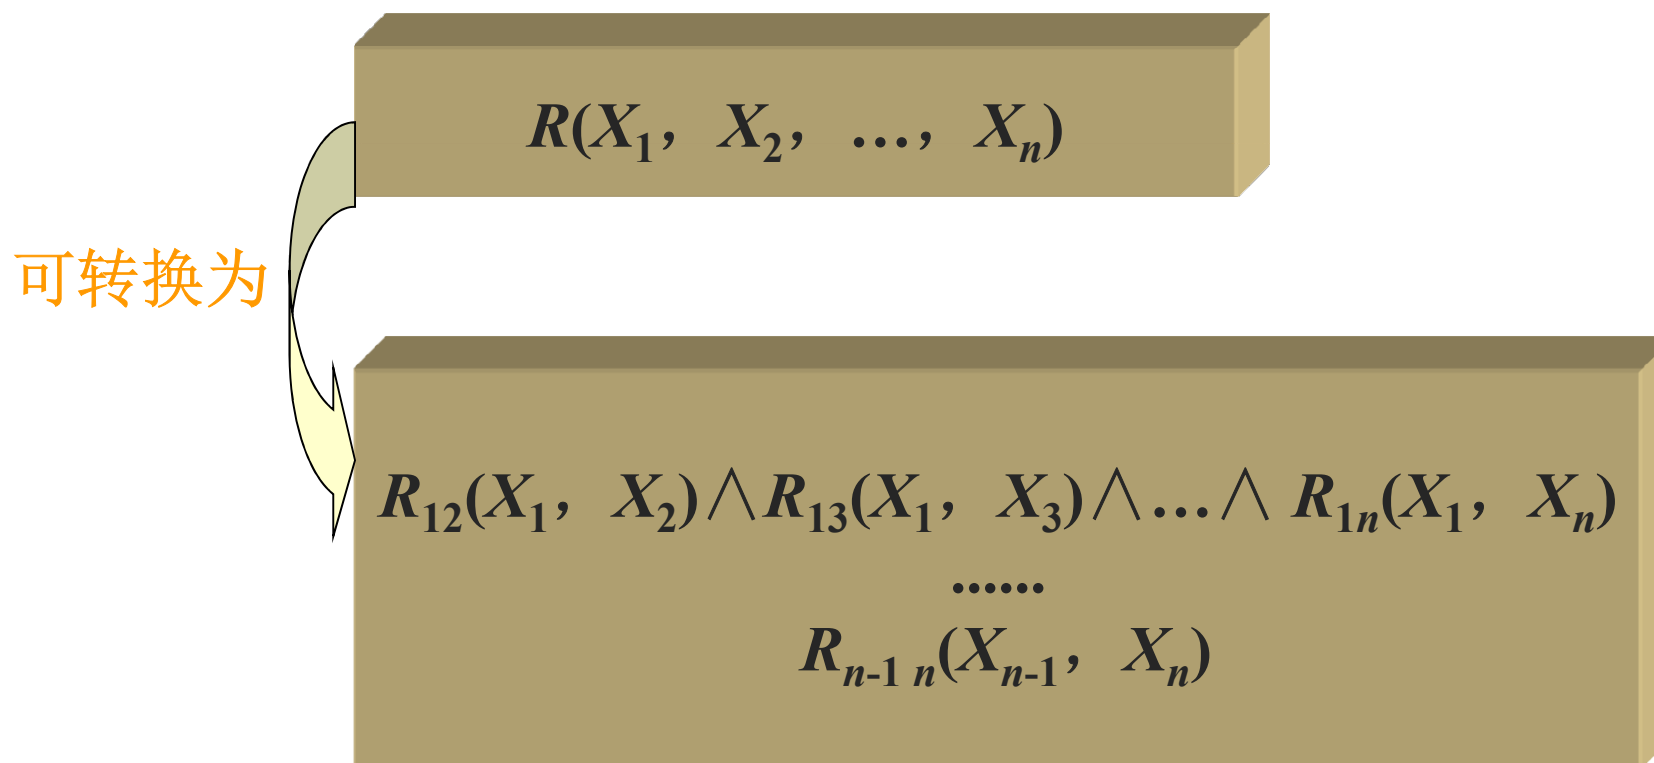 R(X₁，X₂，…，Xₙ)
可转换为
R₁₂(X₁，X₂)∧R₁₃(X₁，X₃)∧…∧ R₁ₙ(X₁，Xₙ)
......
Rₙ₋₁ ₙ(Xₙ₋₁，Xₙ)